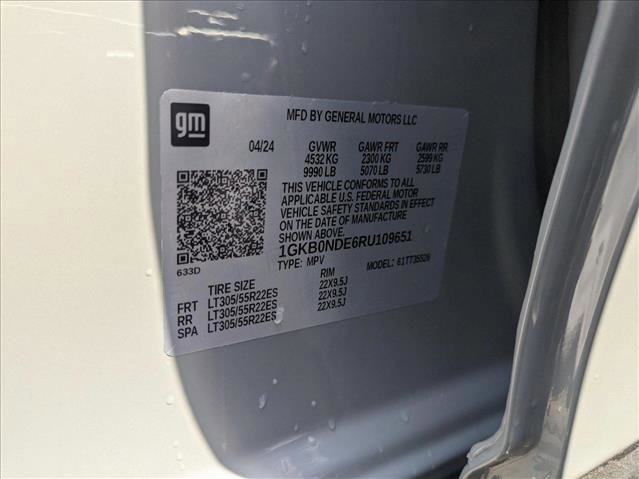 gm
MFD BY GENERAL MOTORS LLC
04/24 GVWR GAWR FRT GAWR RR
4532 KG 2300 KG 2599 KG
9990 LB 5070 LB 5730 LB
THIS VEHICLE CONFORMS TO ALL
APPLICABLE U.S. FEDERAL MOTOR
VEHICLE SAFETY STANDARDS IN EFFECT
ON THE DATE OF MANUFACTURE
SHOWN ABOVE.
1GKB0NDE6RU109651
633D TYPE: MPV MODEL: 61TT35526
TIRE SIZE RIM
FRT LT305/55R22ES 22X9.5J
RR LT305/55R22ES 22X9.5J
SPA LT305/55R22ES 22X9.5J